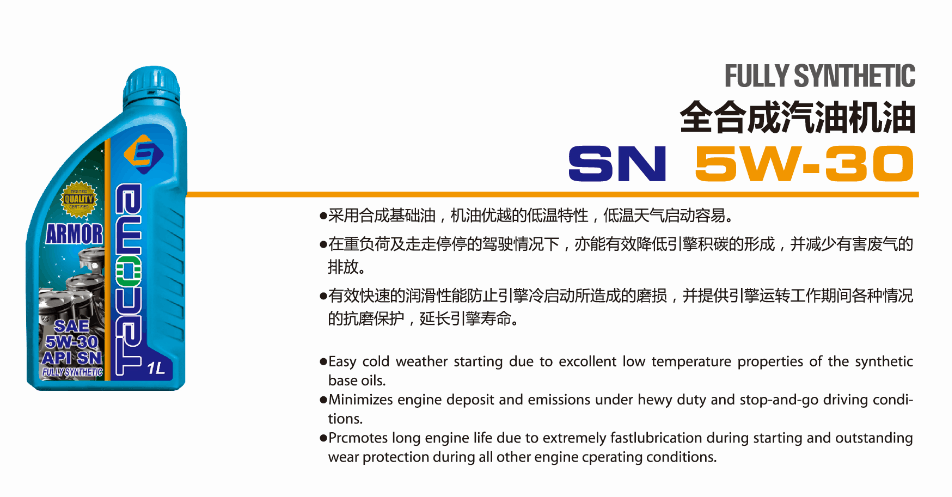 FULLY SYNTHETIC
全合成汽油机油
SN 5W-30
QUALITY
ARMOR
Tacoma
SAE
5W-30
API SN
FULLY SYNTHETIC
1L
●采用合成基础油，机油优越的低温特性，低温天气启动容易。
●在重负荷及走走停停的驾驶情况下，亦能有效降低引擎积碳的形成，并减少有害废气的
排放。
●有效快速的润滑性能防止引擎冷启动所造成的磨损，并提供引擎运转工作期间各种情况
的抗磨保护，延长引擎寿命。
●Easy cold weather starting due to excollent low temperature properties of the synthetic
base oils.
●Minimizes engine deposit and emissions under hewy duty and stop-and-go driving condi-
tions.
●Prcmotes long engine life due to extremely fastlubrication during starting and outstanding
wear protection during all other engine cperating conditions.